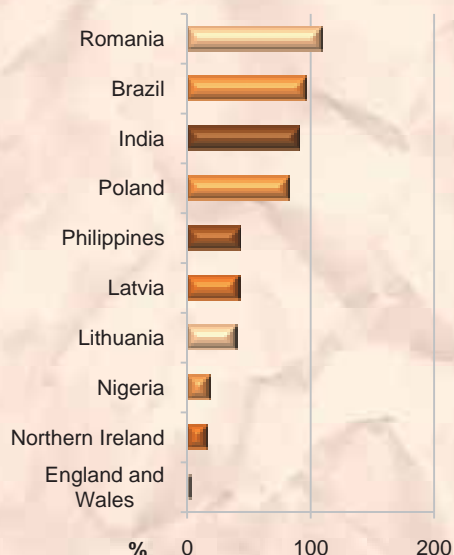 Romania
Brazil
India
Poland
Philippines
Latvia
Lithuania
Nigeria
Northern Ireland
England and
Wales
% 0 100 200